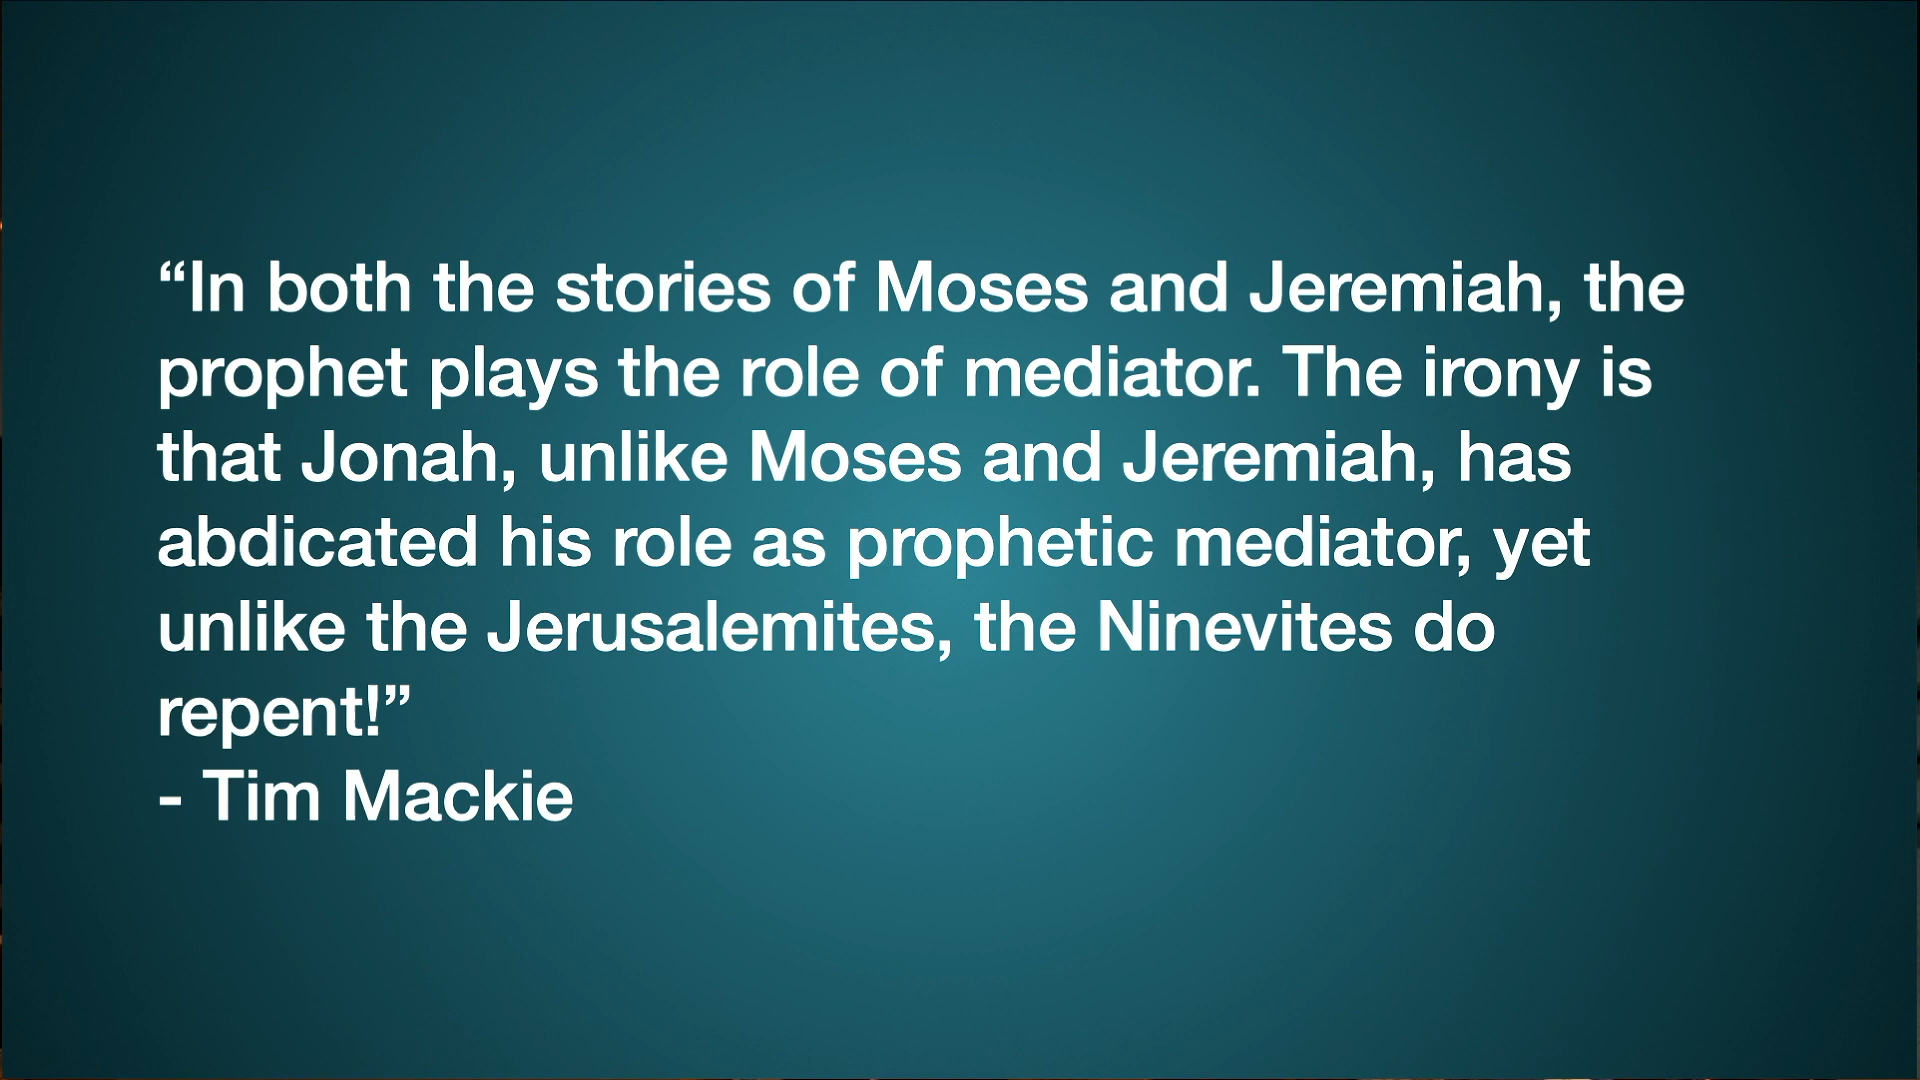 “In both the stories of Moses and Jeremiah, the
prophet plays the role of mediator. The irony is
that Jonah, unlike Moses and Jeremiah, has
abdicated his role as prophetic mediator, yet
unlike the Jerusalemites, the Ninevites do
repent!”
- Tim Mackie